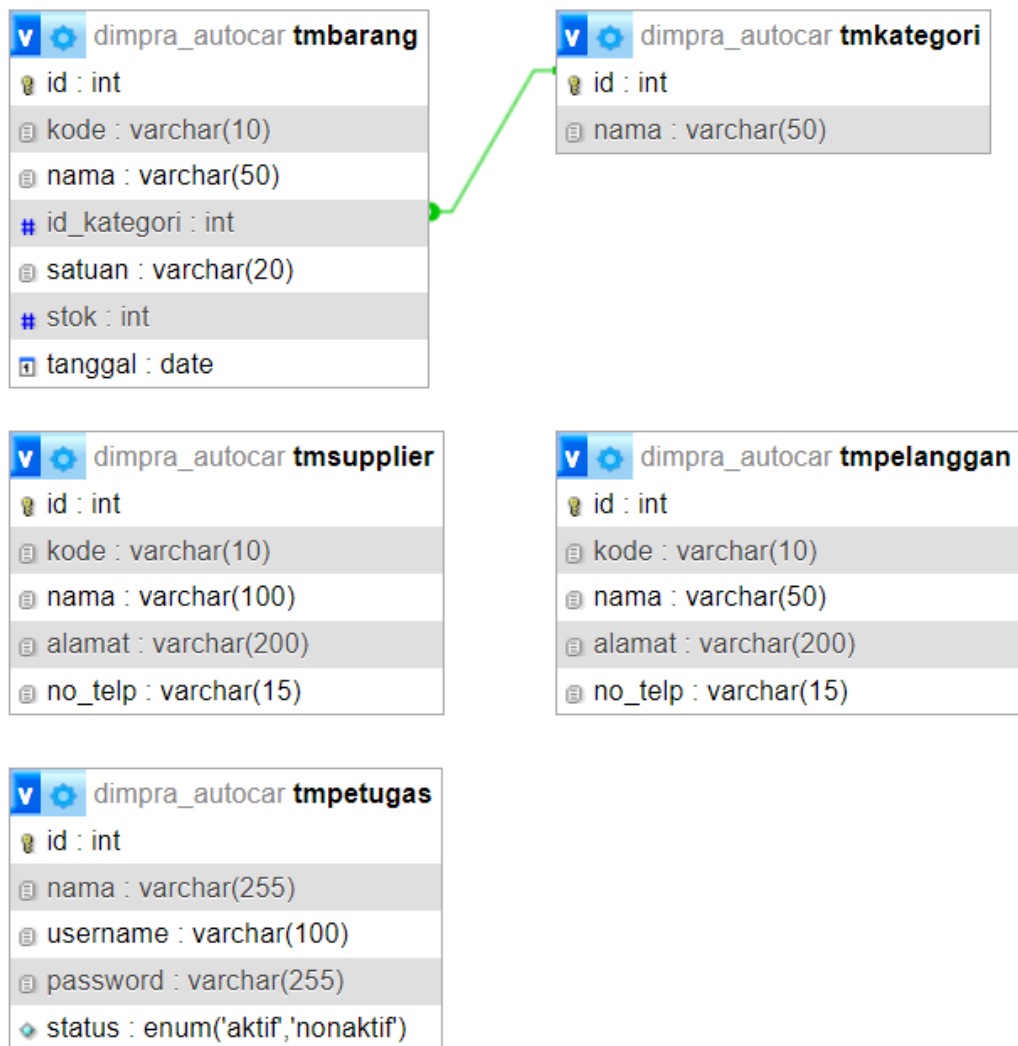 v dimpra_autocar tmbarang
id : int
kode : varchar(10)
nama : varchar(50)
# id_kategori : int
satuan : varchar(20)
# stok : int
tanggal : date
v dimpra_autocar tmkategori
id : int
nama : varchar(50)
v dimpra_autocar tmsupplier
id : int
kode : varchar(10)
nama : varchar(100)
alamat : varchar(200)
no_telp : varchar(15)
v dimpra_autocar tmpelanggan
id : int
kode : varchar(10)
nama : varchar(50)
alamat : varchar(200)
no_telp : varchar(15)
v dimpra_autocar tmpetugas
id : int
nama : varchar(255)
username : varchar(100)
password : varchar(255)
status : enum('aktif','nonaktif')